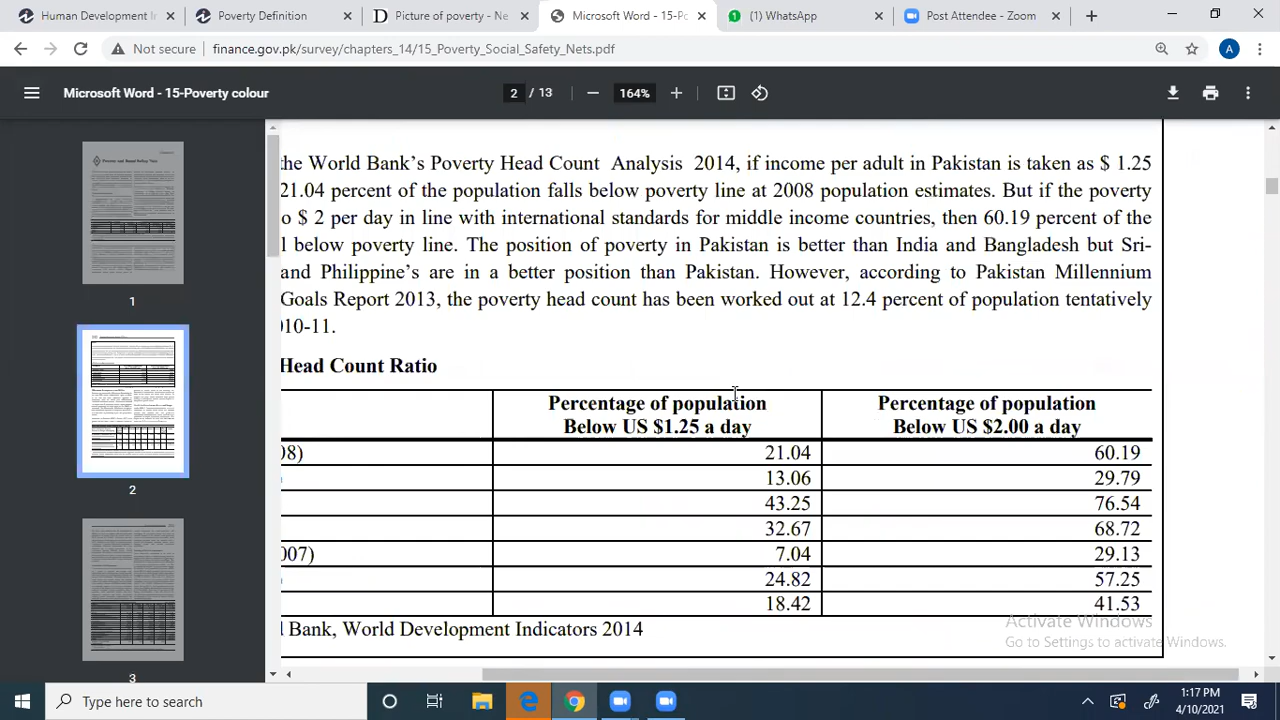 Human Development I
Poverty Definition
Picture of poverty - Ne
Microsoft Word - 15-Po
(1) WhatsApp
Post Attendee - Zoom
Not secure
finance.gov.pk/survey/chapters_14/15_Poverty_Social_Safety_Nets.pdf
A
Microsoft Word - 15-Poverty colour
2 / 13
164%
1
2
3
the World Bank's Poverty Head Count Analysis 2014, if income per adult in Pakistan is taken as $ 1.25
21.04 percent of the population falls below poverty line at 2008 population estimates. But if the poverty
o $ 2 per day in line with international standards for middle income countries, then 60.19 percent of the
l below poverty line. The position of poverty in Pakistan is better than India and Bangladesh but Sri-
and Philippine's are in a better position than Pakistan. However, according to Pakistan Millennium
Goals Report 2013, the poverty head count has been worked out at 12.4 percent of population tentatively
010-11.
Head Count Ratio
Percentage of population Percentage of population
Below US $1.25 a day Below US $2.00 a day
08) 21.04 60.19
13.06 29.79
43.25 76.54
32.67 68.72
007) 7.04 29.13
24.82 57.25
18.42 41.53
l Bank, World Development Indicators 2014
Activate Windows
Go to Settings to activate Windows.
Type here to search
1:17 PM
4/10/2021